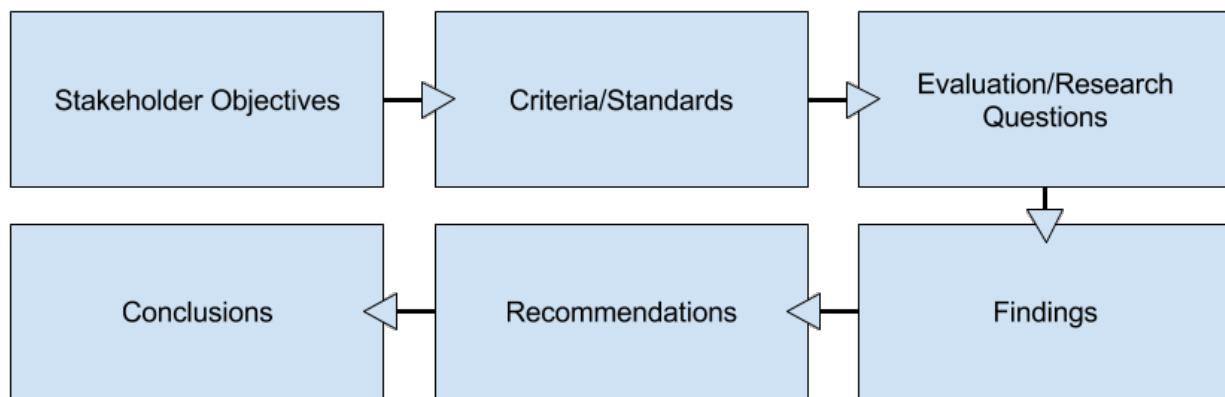 Stakeholder Objectives
Criteria/Standards
Evaluation/Research
Questions
Findings
Recommendations
Conclusions